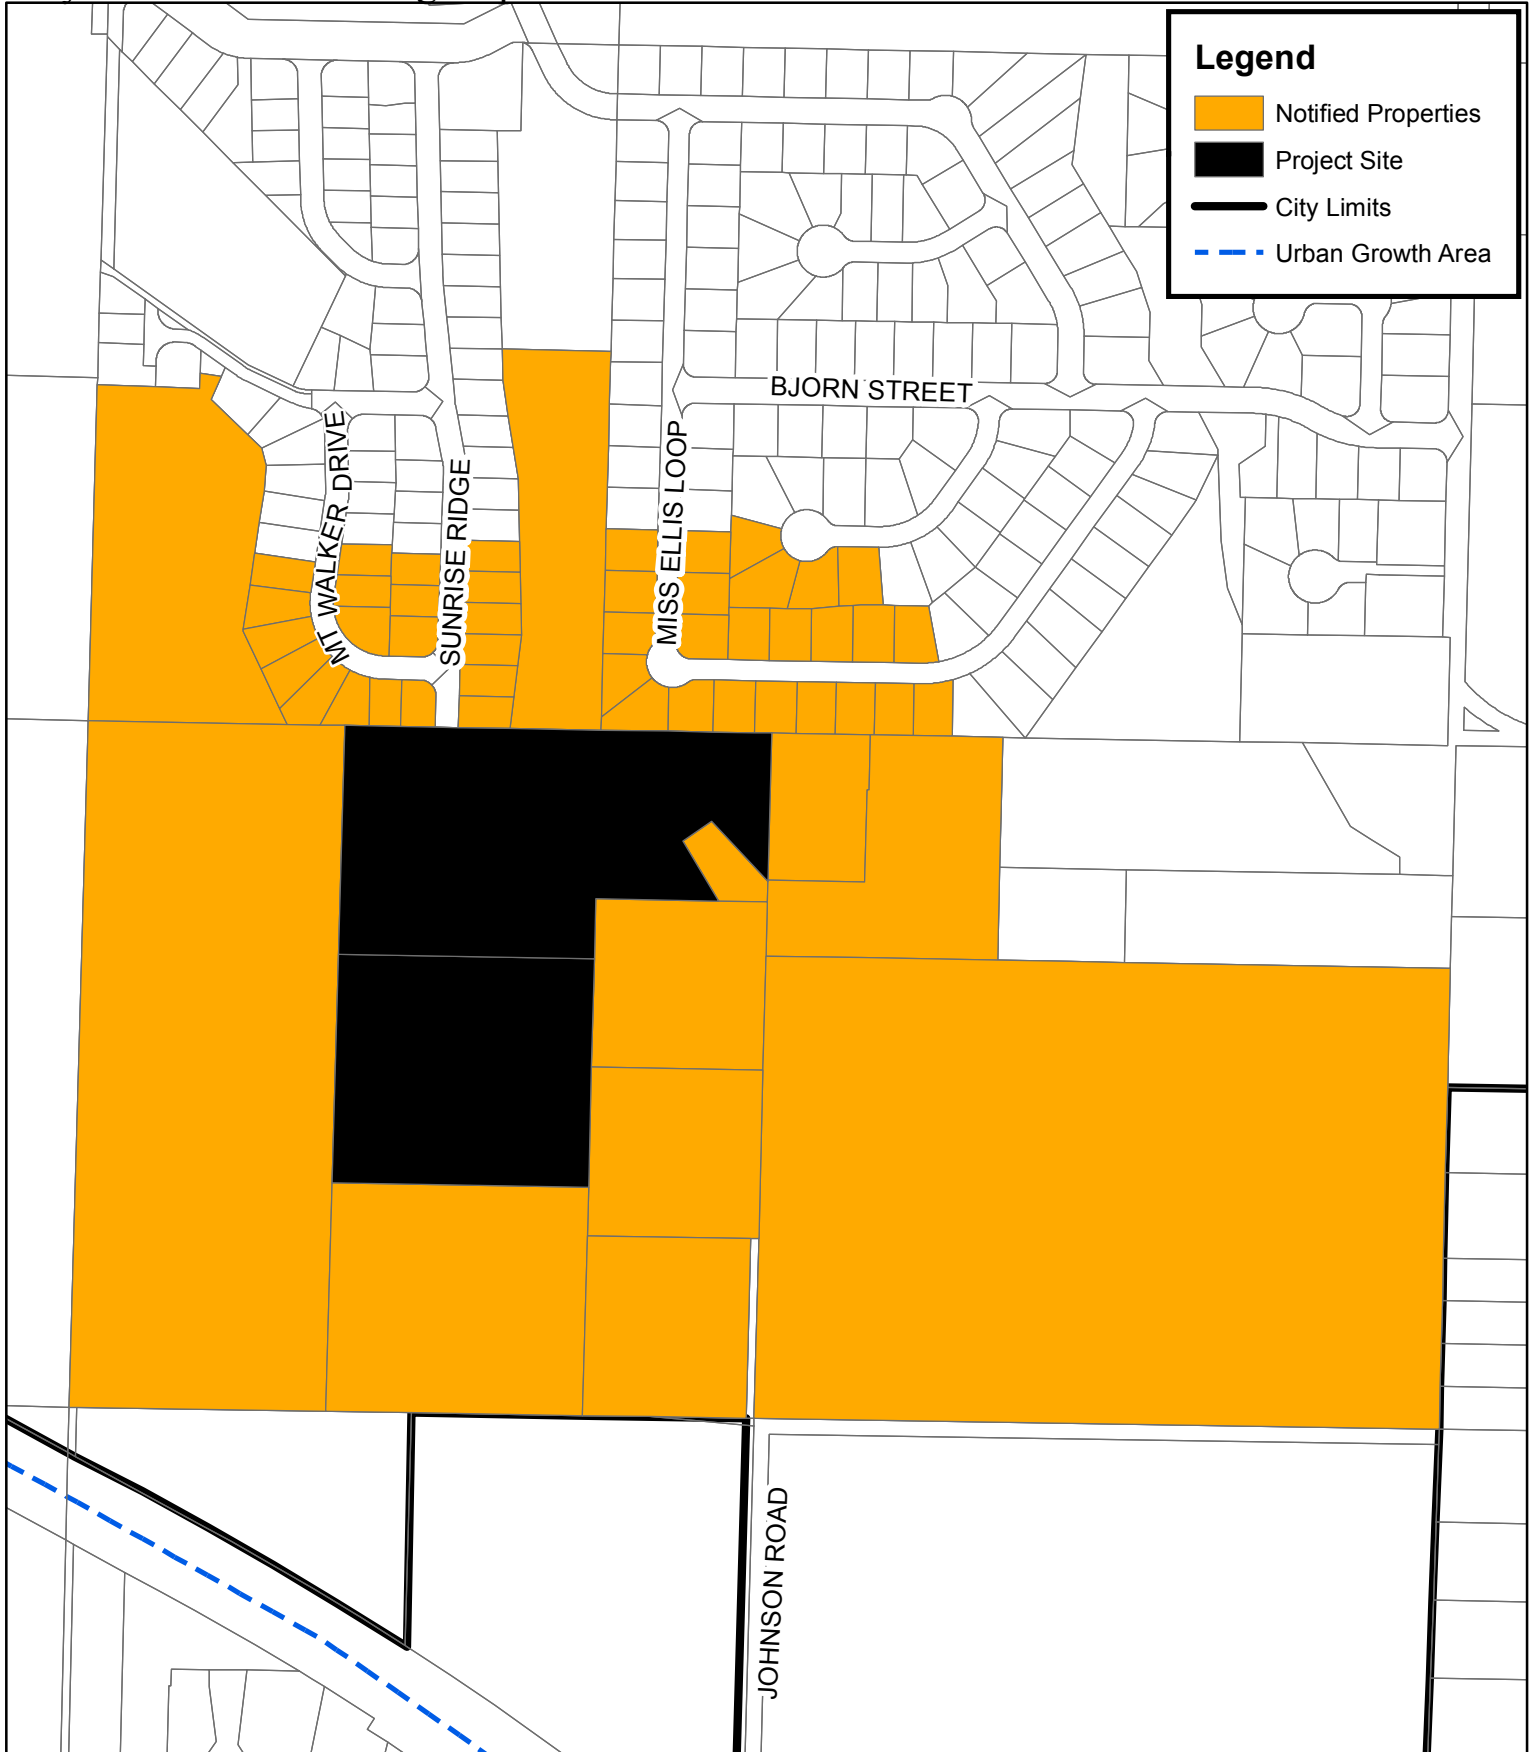 Legend
Notified Properties
Project Site
City Limits
Urban Growth Area
BJORN STREET
MT WALKER DRIVE
SUNRISE RIDGE
MISS ELLIS LOOP
JOHNSON ROAD